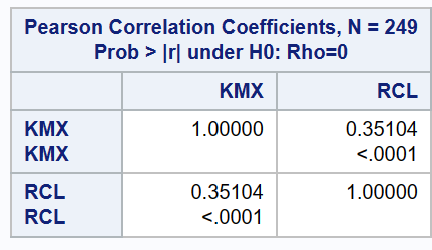 Pearson Correlation Coefficients, N = 249
Prob > |r| under H0: Rho=0
KMX RCL
KMX 1.00000 0.35104
KMX <.0001
RCL 0.35104 1.00000
RCL <.0001